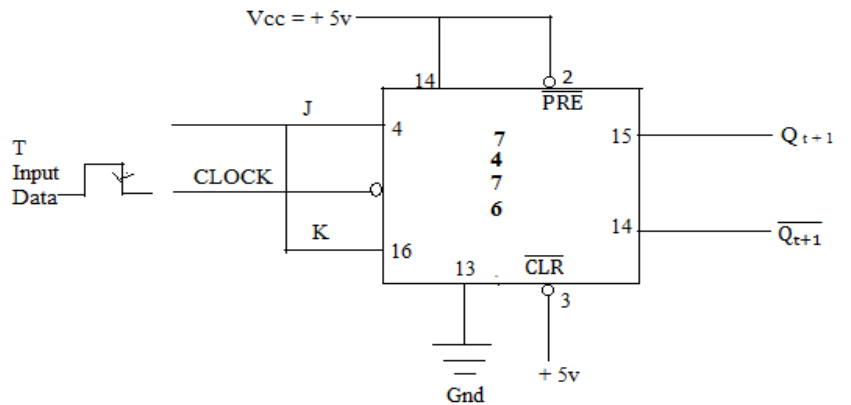 Vcc = + 5v
14
2
PRE
J
4
7
4
7
6
15
Q t + 1
T
Input
Data
CLOCK
K
16
14
Qt+1
13
CLR
3
+ 5v
Gnd